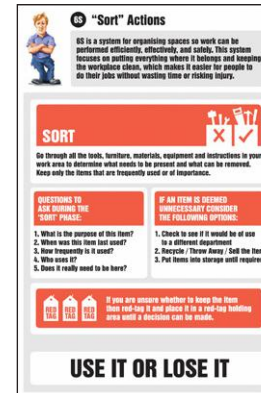 6S "Sort" Actions
6S is a system for organising spaces so work can be
performed efficiently, effectively, and safely. This system
focuses on putting everything where it belongs and keeping
the workplace clean, which makes it easier for people to
do their jobs without wasting time or risking injury.
SORT
Go through all the tools, furniture, materials, equipment and instructions in your
work area to determine what needs to be present and what can be removed.
Keep only the items that are frequently used or of importance.
QUESTIONS TO
ASK DURING THE
'SORT' PHASE:
1. What is the purpose of this item?
2. When was this item last used?
3. How frequently is it used?
4. Who uses it?
5. Does it really need to be here?
IF AN ITEM IS DEEMED
UNNECESSARY CONSIDER
THE FOLLOWING OPTIONS:
1. Check to see if it would be of use
in a different department
2. Recycle / Throw Away / Sell the Item
3. Put items into storage until required
RED TAG
RED TAG
RED TAG
If you are unsure whether to keep the item
then red-tag it and place it in a red-tag holding
area until a decision can be made.
USE IT OR LOSE IT